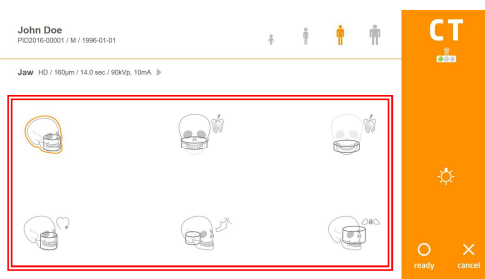 John Doe
PID2016-00001 / M / 1996-01-01
CT
Jaw HD / 160μm / 14.0 sec / 90kVp, 10mA
ready
cancel